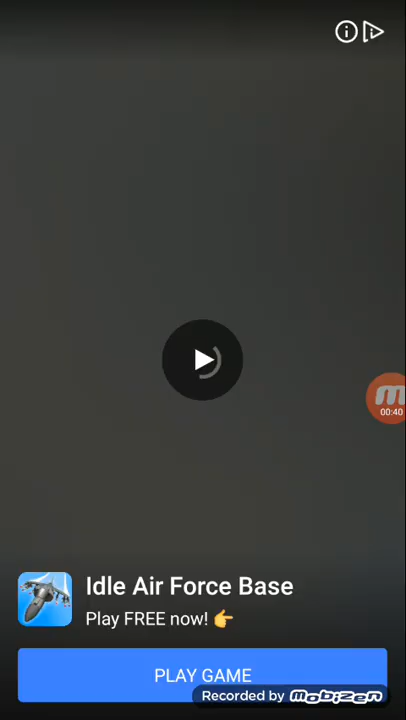 00:40
Idle Air Force Base
Play FREE now! 👉
PLAY GAME
Recorded by mobizen